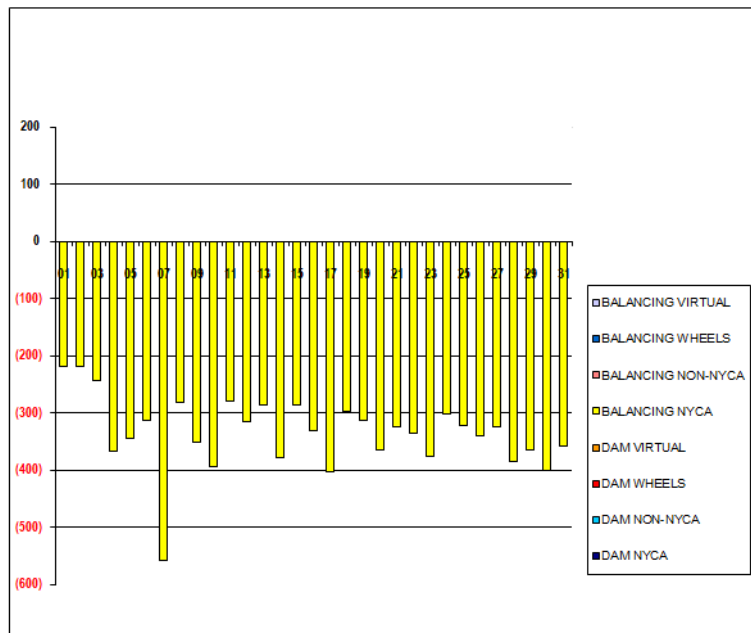 200
100
0
01 03 05 07 09 11 13 15 17 19 21 23 25 27 29 31
(100)
(200)
(300)
(400)
(500)
(600)
BALANCING VIRTUAL
BALANCING WHEELS
BALANCING NON-NYCA
BALANCING NYCA
DAM VIRTUAL
DAM WHEELS
DAM NON-NYCA
DAM NYCA